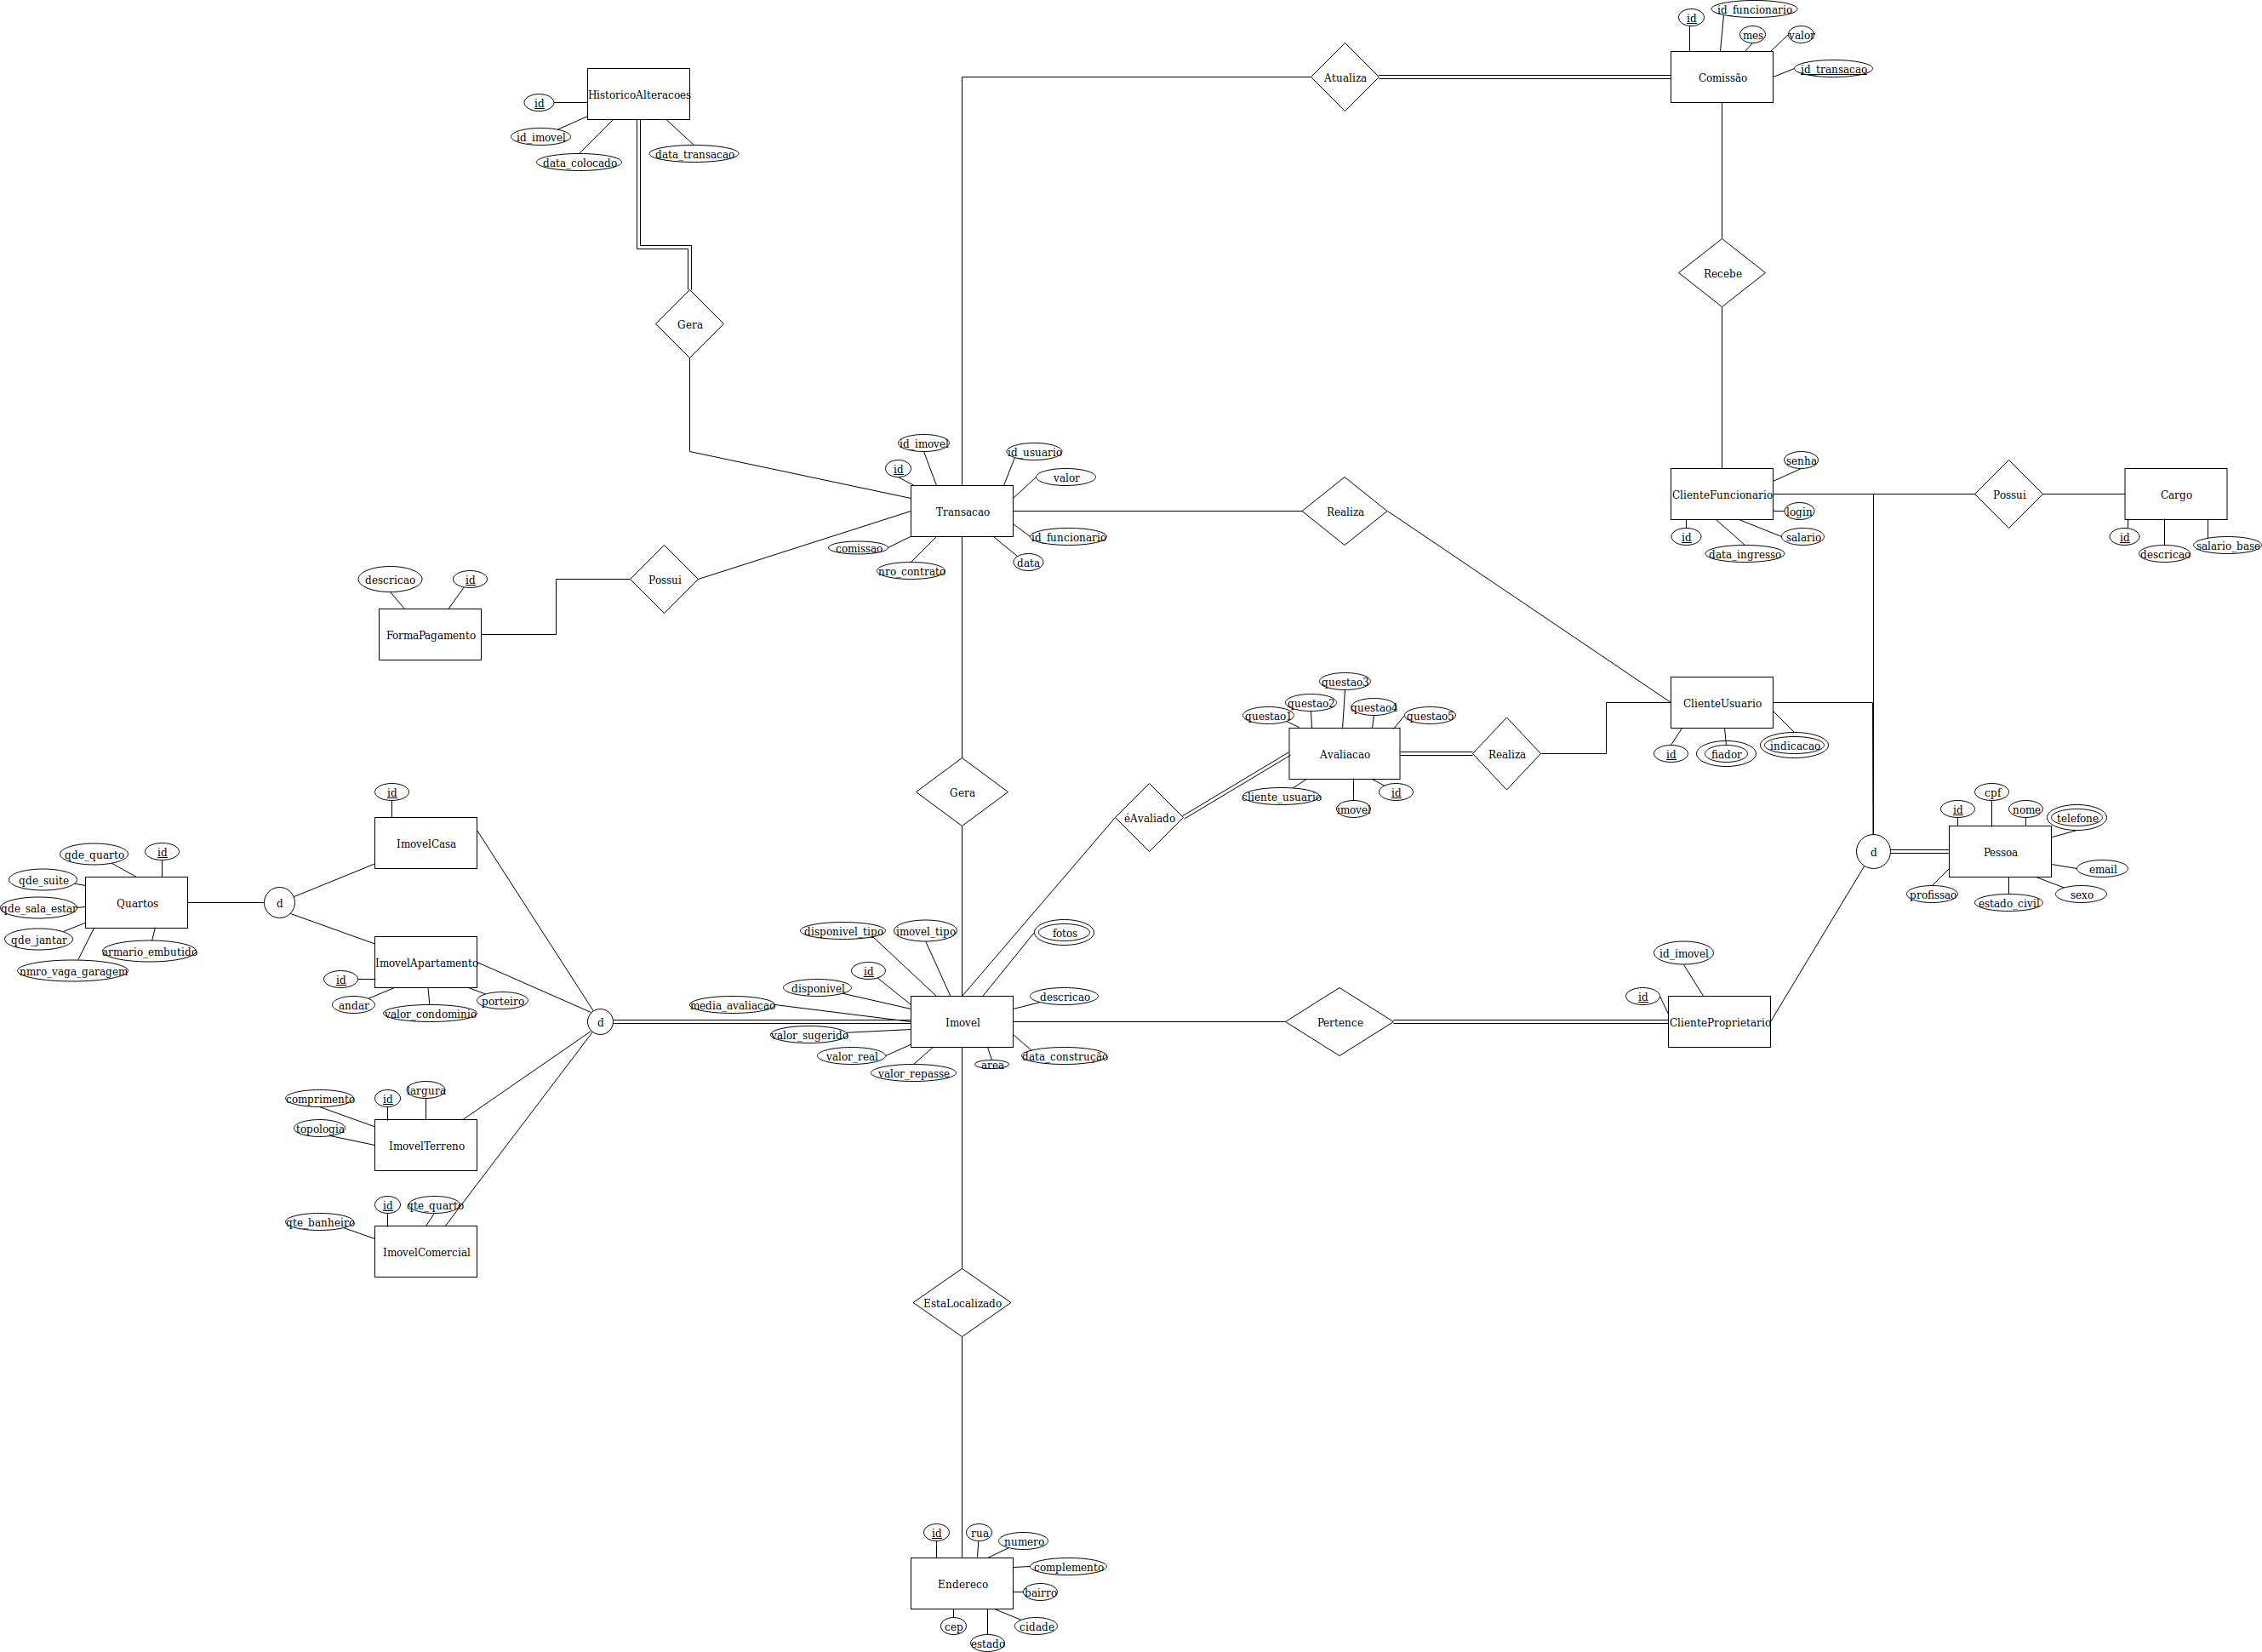 id_funcionario
id
mes
valor
Atualiza
Comissão
id_transacao
HistoricoAlteracoes
id
id_imovel
data_colocado
data_transacao
Recebe
Gera
id_imovel
id_usuario
id
valor
Transacao
Realiza
comissao
id_funcionario
nro_contrato
data
senha
ClienteFuncionario
login
id
salario
data_ingresso
Possui
Cargo
id
salario_base
descricao
descricao
id
Possui
FormaPagamento
questao3
questao2
questao4
questao1
questao5
Avaliacao
Realiza
cliente_usuario
imovel
id
ClienteUsuario
id
fiador
indicacao
Gera
éAvaliado
id
ImovelCasa
qde_quarto
id
qde_suite
Quartos
qde_sala_estar
qde_jantar
armario_embutido
nmro_vaga_garagem
d
ImovelApartamento
id
andar
valor_condominio
porteiro
d
cpf
id
nome
telefone
d
Pessoa
email
profissao
estado_civil
sexo
disponivel_tipo
imovel_tipo
fotos
id
disponivel
media_avaliacao
descricao
Imovel
valor_sugerido
valor_real
valor_repasse
area
data_construção
Pertence
id_imovel
id
ClienteProprietario
comprimento
id
largura
topologia
ImovelTerreno
id
qte_quarto
qte_banheiro
ImovelComercial
EstaLocalizado
id
rua
numero
complemento
Endereco
bairro
cep
cidade
estado